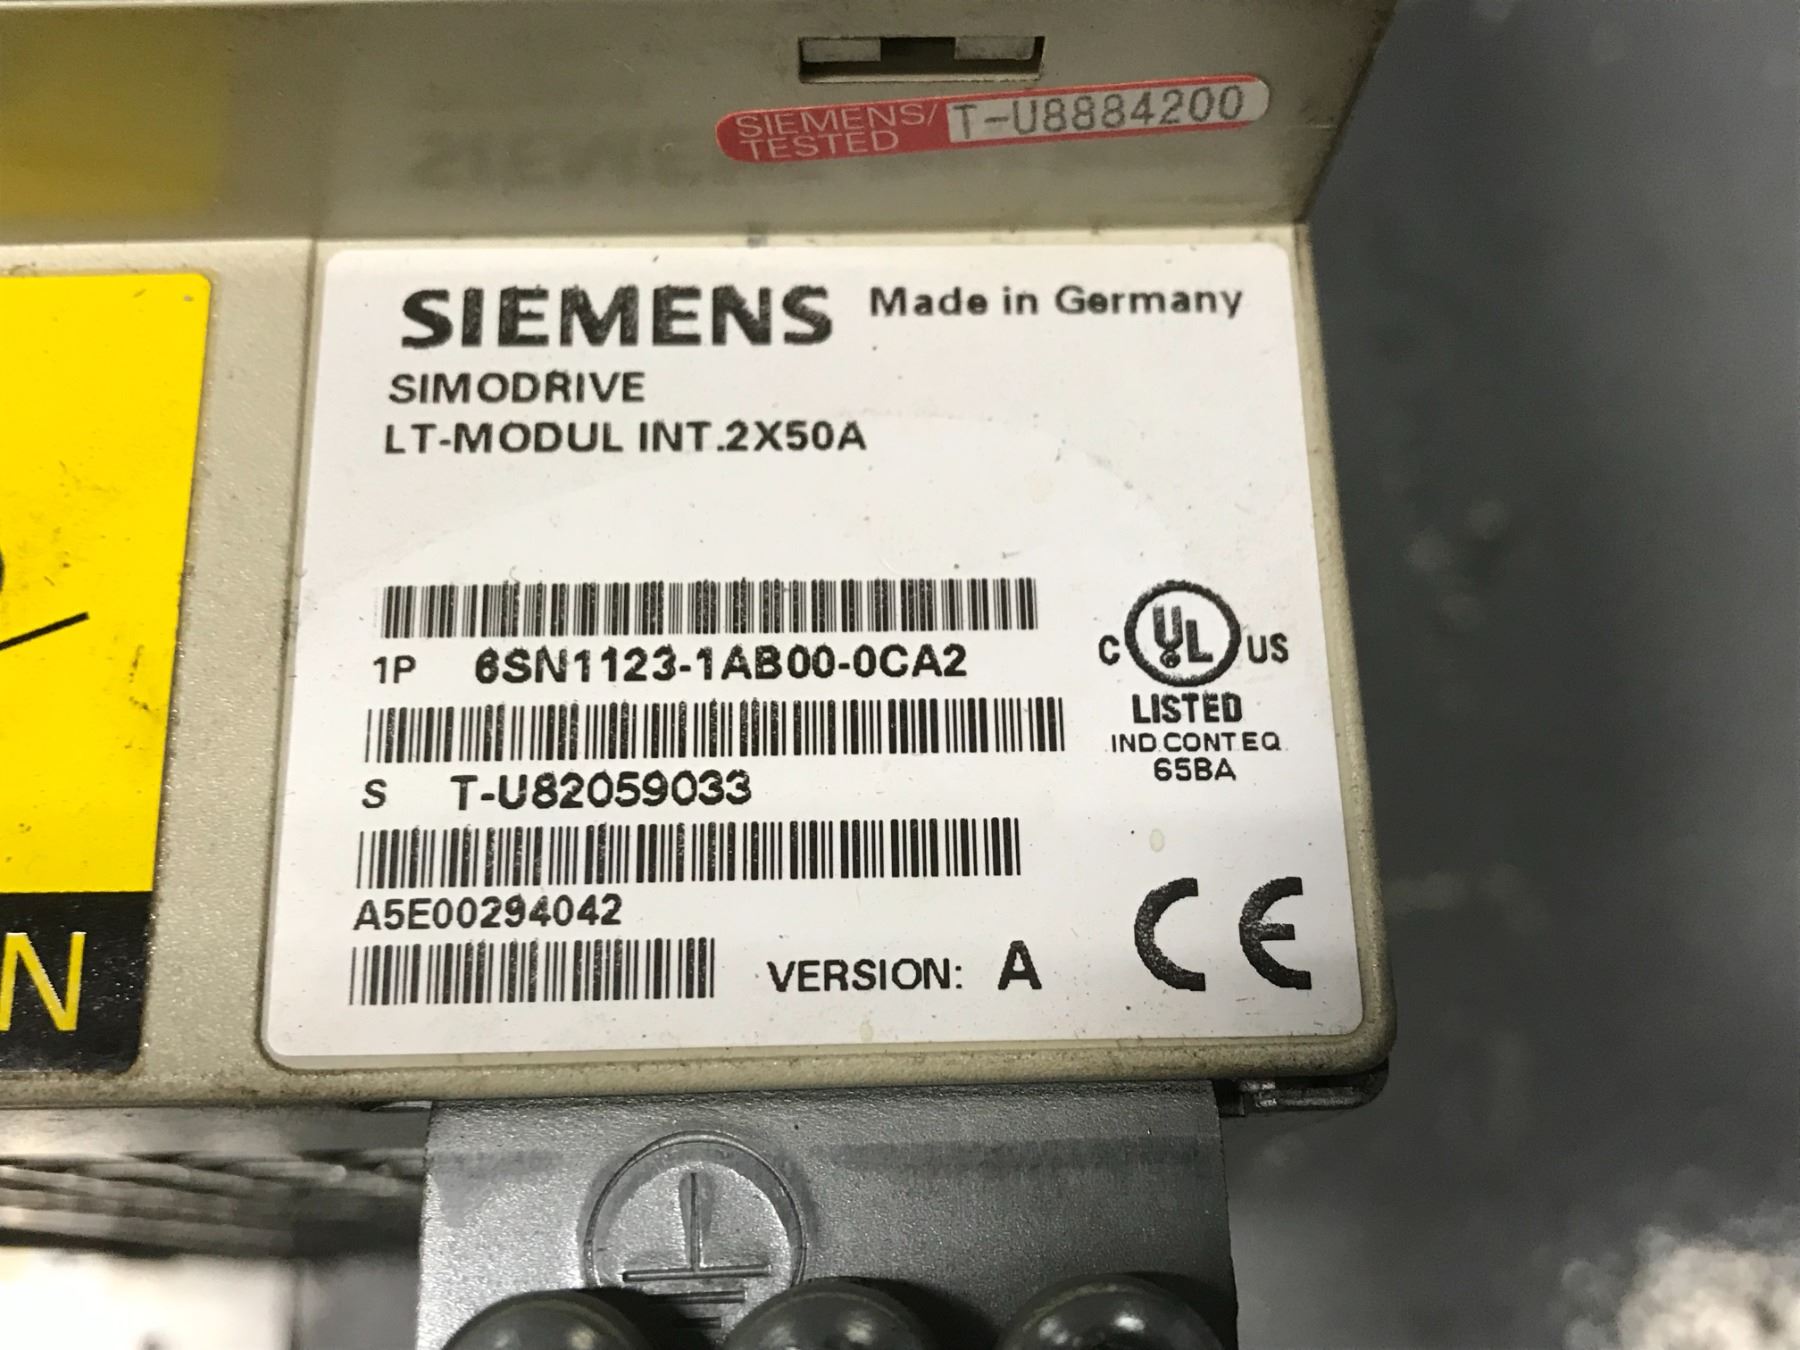 SIEMENS/
TESTED
T-U8884200
SIEMENS Made in Germany
SIMODRIVE
LT-MODUL INT.2X50A
1P 6SN1123-1AB00-0CA2
C UL US
LISTED
IND.CONT.EQ.
65BA
S T-U82059033
A5E00294042
VERSION: A
CE
N